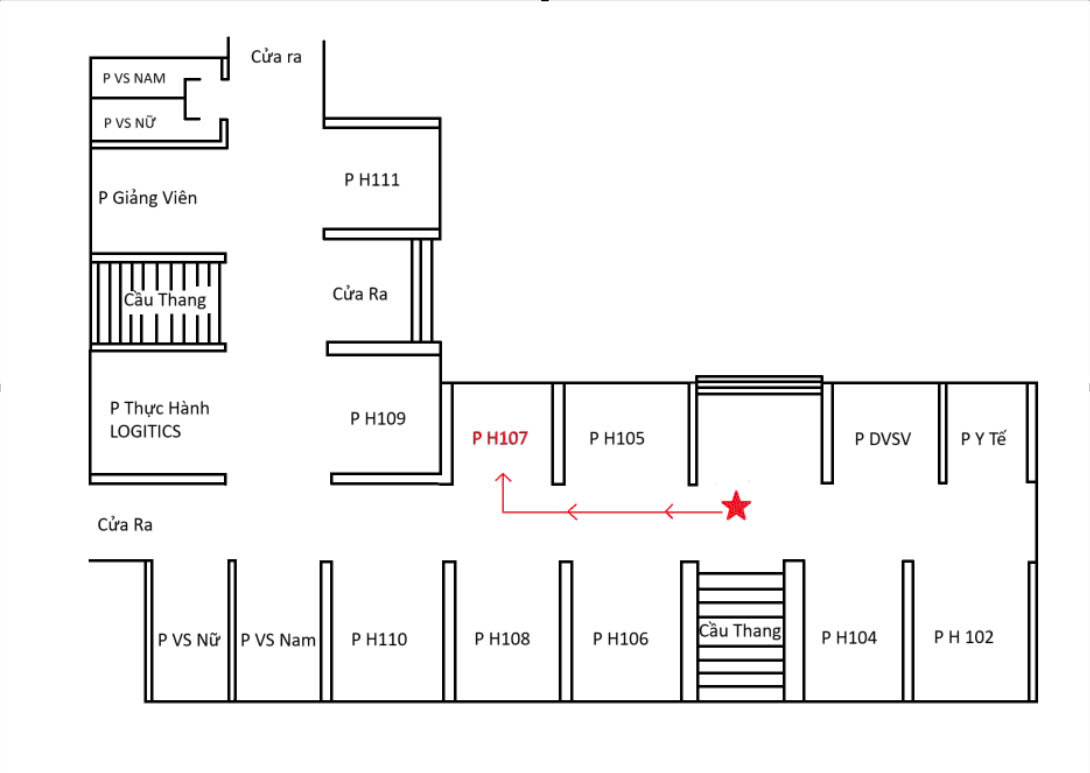 Cửa ra
P VS NAM
P VS NỮ
P H111
P Giảng Viên
Cửa Ra
Cầu Thang
P Thực Hành
LOGITICS
P H109
P H107
P H105
P DVSV
P Y Tế
Cửa Ra
P VS Nữ
P VS Nam
P H110
P H108
P H106
Cầu Thang
P H104
P H 102